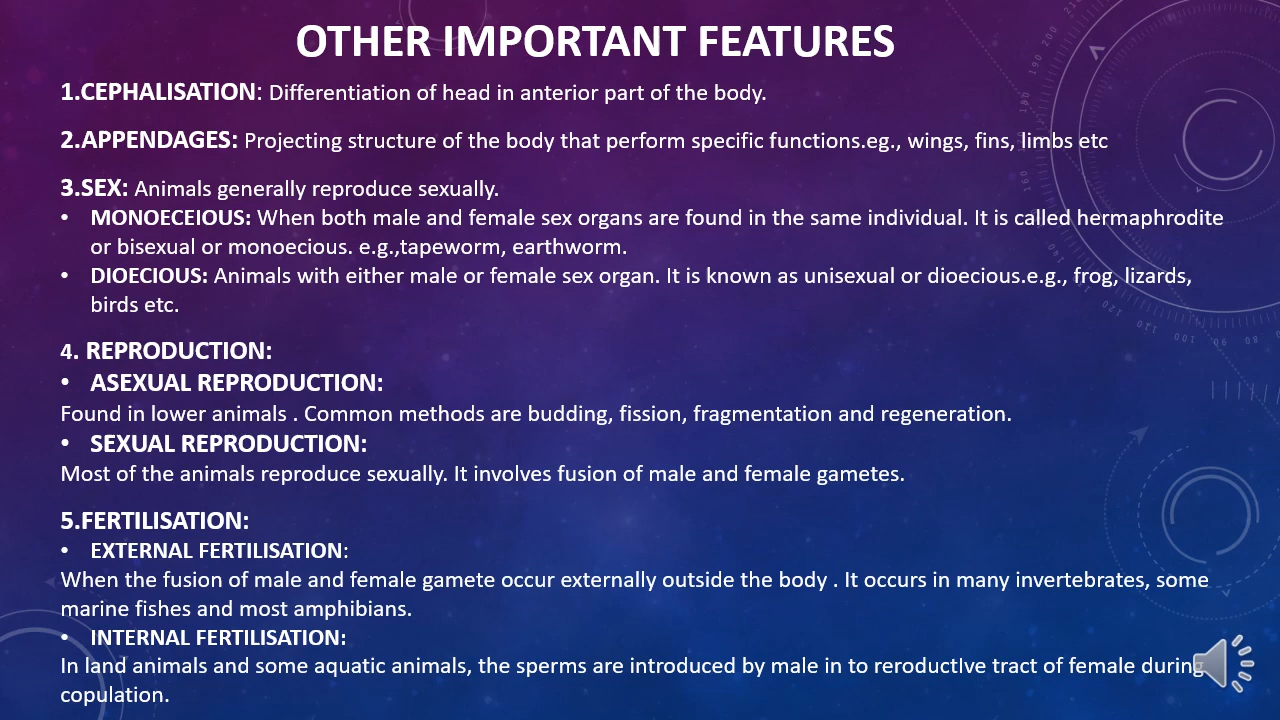 OTHER IMPORTANT FEATURES
1.CEPHALISATION: Differentiation of head in anterior part of the body.
2.APPENDAGES: Projecting structure of the body that perform specific functions.eg., wings, fins, limbs etc
3.SEX: Animals generally reproduce sexually.
• MONOECEIOUS: When both male and female sex organs are found in the same individual. It is called hermaphrodite
or bisexual or monoecious. e.g.,tapeworm, earthworm.
• DIOECIOUS: Animals with either male or female sex organ. It is known as unisexual or dioecious.e.g., frog, lizards,
birds etc.
4. REPRODUCTION:
• ASEXUAL REPRODUCTION:
Found in lower animals . Common methods are budding, fission, fragmentation and regeneration.
• SEXUAL REPRODUCTION:
Most of the animals reproduce sexually. It involves fusion of male and female gametes.
5.FERTILISATION:
• EXTERNAL FERTILISATION:
When the fusion of male and female gamete occur externally outside the body . It occurs in many invertebrates, some
marine fishes and most amphibians.
• INTERNAL FERTILISATION:
In land animals and some aquatic animals, the sperms are introduced by male in to reroductIve tract of female during
copulation.